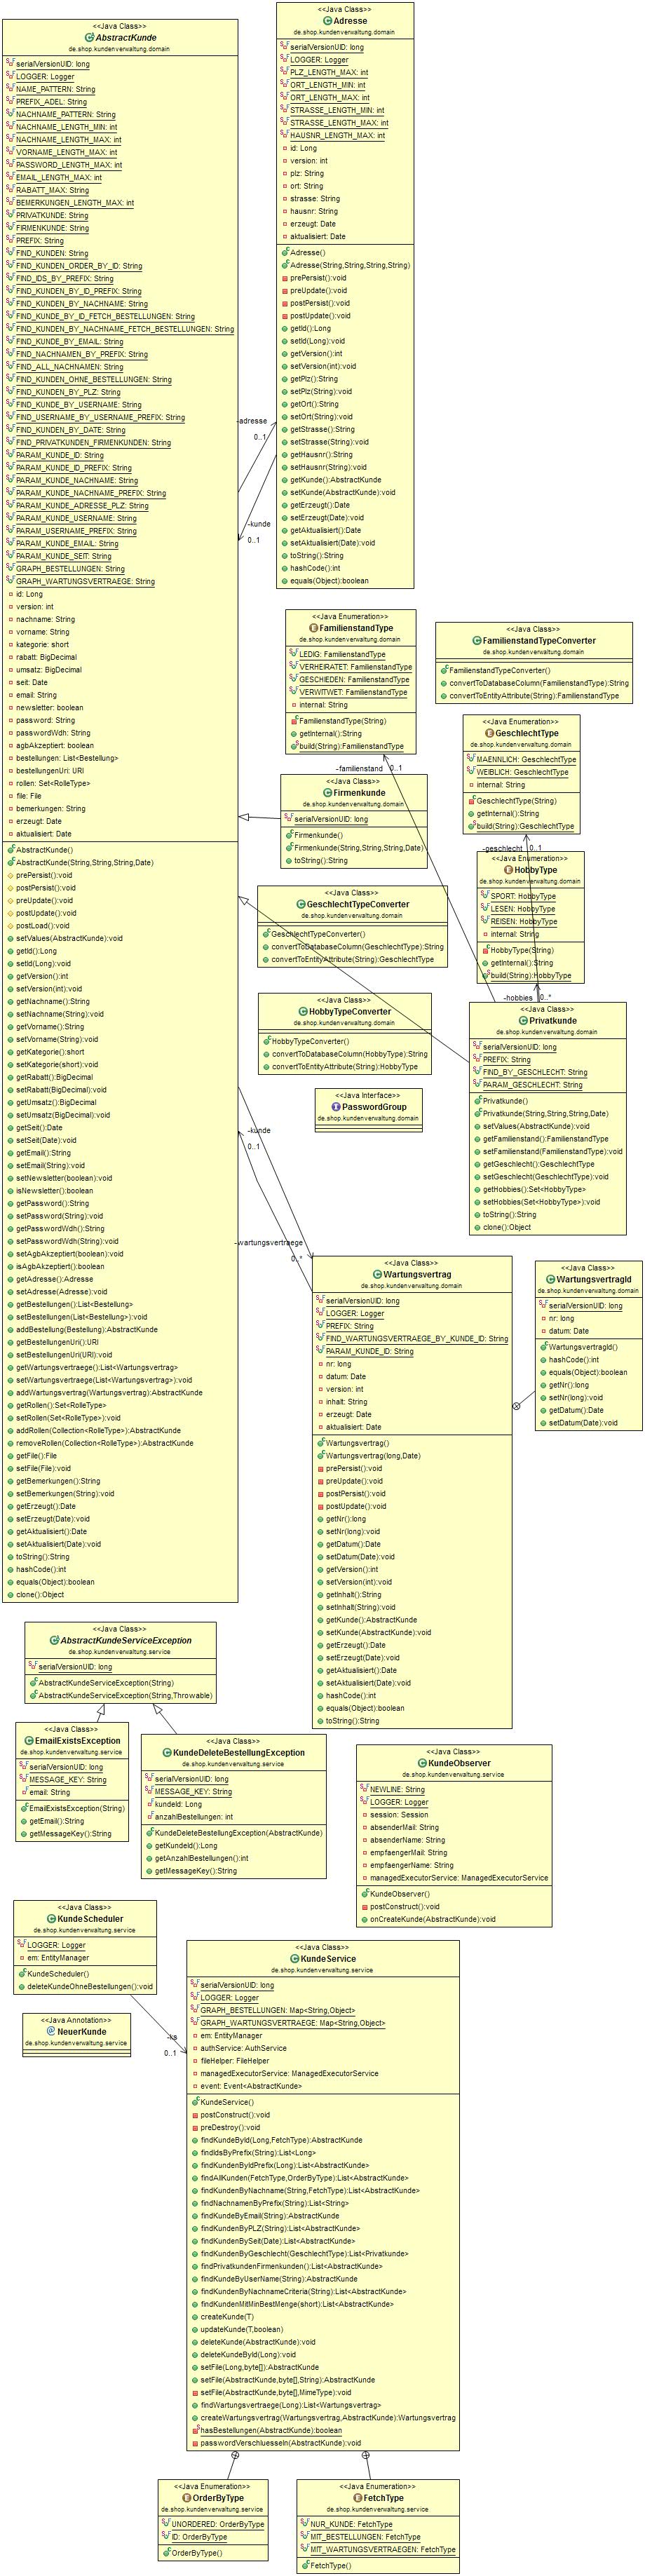 <<Java Class>>
AbstractKunde
de.shop.kundenverwaltung.domain
serialVersionUID: long
LOGGER: Logger
NAME_PATTERN: String
PREFIX_ADEL: String
NACHNAME_PATTERN: String
NACHNAME_LENGTH_MIN: int
NACHNAME_LENGTH_MAX: int
VORNAME_LENGTH_MAX: int
PASSWORD_LENGTH_MAX: int
EMAIL_LENGTH_MAX: int
RABATT_MAX: String
BEMERKUNGEN_LENGTH_MAX: int
PRIVATKUNDE: String
FIRMENKUNDE: String
PREFIX: String
FIND_KUNDEN: String
FIND_KUNDEN_ORDER_BY_ID: String
FIND_IDS_BY_PREFIX: String
FIND_KUNDEN_BY_ID_PREFIX: String
FIND_KUNDEN_BY_NACHNAME: String
FIND_KUNDE_BY_ID_FETCH_BESTELLUNGEN: String
FIND_KUNDEN_BY_NACHNAME_FETCH_BESTELLUNGEN: String
FIND_KUNDE_BY_EMAIL: String
FIND_NACHNAMEN_BY_PREFIX: String
FIND_ALL_NACHNAMEN: String
FIND_KUNDEN_OHNE_BESTELLUNGEN: String
FIND_KUNDEN_BY_PLZ: String
FIND_KUNDE_BY_USERNAME: String
FIND_USERNAME_BY_USERNAME_PREFIX: String
FIND_KUNDEN_BY_DATE: String
FIND_PRIVATKUNDEN_FIRMENKUNDEN: String
PARAM_KUNDE_ID: String
PARAM_KUNDE_ID_PREFIX: String
PARAM_KUNDE_NACHNAME: String
PARAM_KUNDE_NACHNAME_PREFIX: String
PARAM_KUNDE_ADRESSE_PLZ: String
PARAM_KUNDE_USERNAME: String
PARAM_USERNAME_PREFIX: String
PARAM_KUNDE_EMAIL: String
PARAM_KUNDE_SEIT: String
GRAPH_BESTELLUNGEN: String
GRAPH_WARTUNGSVERTRAEGE: String
id: Long
version: int
nachname: String
vorname: String
kategorie: short
rabatt: BigDecimal
umsatz: BigDecimal
seit: Date
email: String
newsletter: boolean
password: String
passwordWdh: String
agbAkzeptiert: boolean
bestellungen: List<Bestellung>
bestellungenUri: URI
rollen: Set<RolleType>
file: File
bemerkungen: String
erzeugt: Date
aktualisiert: Date
AbstractKunde()
AbstractKunde(String,String,String,Date)
prePersist():void
postPersist():void
preUpdate():void
postUpdate():void
postLoad():void
setValues(AbstractKunde):void
getId():Long
setId(Long):void
getVersion():int
setVersion(int):void
getNachname():String
setNachname(String):void
getVorname():String
setVorname(String):void
getKategorie():short
setKategorie(short):void
getRabatt():BigDecimal
setRabatt(BigDecimal):void
getUmsatz():BigDecimal
setUmsatz(BigDecimal):void
getSeit():Date
setSeit(Date):void
getEmail():String
setEmail(String):void
setNewsletter(boolean):void
isNewsletter():boolean
getPassword():String
setPassword(String):void
getPasswordWdh():String
setPasswordWdh(String):void
setAgbAkzeptiert(boolean):void
isAgbAkzeptiert():boolean
getAdresse():Adresse
setAdresse(Adresse):void
getBestellungen():List<Bestellung>
setBestellungen(List<Bestellung>):void
addBestellung(Bestellung):AbstractKunde
getBestellungenUri():URI
setBestellungenUri(URI):void
getWartungsvertraege():List<Wartungsvertrag>
setWartungsvertraege(List<Wartungsvertrag>):void
addWartungsvertrag(Wartungsvertrag):AbstractKunde
getRollen():Set<RolleType>
setRollen(Set<RolleType>):void
addRollen(Collection<RolleType>):AbstractKunde
removeRollen(Collection<RolleType>):AbstractKunde
getFile():File
setFile(File):void
getBemerkungen():String
setBemerkungen(String):void
getErzeugt():Date
setErzeugt(Date):void
getAktualisiert():Date
setAktualisiert(Date):void
toString():String
hashCode():int
equals(Object):boolean
clone():Object
<<Java Class>>
Adresse
de.shop.kundenverwaltung.domain
serialVersionUID: long
LOGGER: Logger
PLZ_LENGTH_MAX: int
ORT_LENGTH_MIN: int
ORT_LENGTH_MAX: int
STRASSE_LENGTH_MIN: int
STRASSE_LENGTH_MAX: int
HAUSNR_LENGTH_MAX: int
id: Long
version: int
plz: String
ort: String
strasse: String
hausnr: String
erzeugt: Date
aktualisiert: Date
Adresse()
Adresse(String,String,String,String)
prePersist():void
preUpdate():void
postPersist():void
postUpdate():void
getId():Long
setId(Long):void
getVersion():int
setVersion(int):void
getPlz():String
setPlz(String):void
getOrt():String
setOrt(String):void
getStrasse():String
setStrasse(String):void
getHausnr():String
setHausnr(String):void
getKunde():AbstractKunde
setKunde(AbstractKunde):void
getErzeugt():Date
setErzeugt(Date):void
getAktualisiert():Date
setAktualisiert(Date):void
toString():String
hashCode():int
equals(Object):boolean
-adresse
0..1
-kunde
0..1
<<Java Enumeration>>
FamilienstandType
de.shop.kundenverwaltung.domain
LEDIG: FamilienstandType
VERHEIRATET: FamilienstandType
GESCHIEDEN: FamilienstandType
VERWITWET: FamilienstandType
internal: String
FamilienstandType(String)
getInternal():String
build(String):FamilienstandType
<<Java Class>>
FamilienstandTypeConverter
de.shop.kundenverwaltung.domain
FamilienstandTypeConverter()
convertToDatabaseColumn(FamilienstandType):String
convertToEntityAttribute(String):FamilienstandType
<<Java Enumeration>>
GeschlechtType
de.shop.kundenverwaltung.domain
MAENNLICH: GeschlechtType
WEIBLICH: GeschlechtType
internal: String
GeschlechtType(String)
getInternal():String
build(String):GeschlechtType
-familienstand
0..1
<<Java Class>>
Firmenkunde
de.shop.kundenverwaltung.domain
serialVersionUID: long
Firmenkunde()
Firmenkunde(String,String,String,Date)
toString():String
-geschlecht
0..1
<<Java Enumeration>>
HobbyType
de.shop.kundenverwaltung.domain
SPORT: HobbyType
LESEN: HobbyType
REISEN: HobbyType
internal: String
HobbyType(String)
getInternal():String
build(String):HobbyType
<<Java Class>>
GeschlechtTypeConverter
de.shop.kundenverwaltung.domain
GeschlechtTypeConverter()
convertToDatabaseColumn(GeschlechtType):String
convertToEntityAttribute(String):GeschlechtType
-hobbies
0..*
<<Java Class>>
HobbyTypeConverter
de.shop.kundenverwaltung.domain
HobbyTypeConverter()
convertToDatabaseColumn(HobbyType):String
convertToEntityAttribute(String):HobbyType
<<Java Class>>
Privatkunde
de.shop.kundenverwaltung.domain
serialVersionUID: long
PREFIX: String
FIND_BY_GESCHLECHT: String
PARAM_GESCHLECHT: String
Privatkunde()
Privatkunde(String,String,String,Date)
setValues(AbstractKunde):void
getFamilienstand():FamilienstandType
setFamilienstand(FamilienstandType):void
getGeschlecht():GeschlechtType
setGeschlecht(GeschlechtType):void
getHobbies():Set<HobbyType>
setHobbies(Set<HobbyType>):void
toString():String
clone():Object
<<Java Interface>>
PasswordGroup
de.shop.kundenverwaltung.domain
-kunde
0..1
-wartungsvertraege
0..*
<<Java Class>>
Wartungsvertrag
de.shop.kundenverwaltung.domain
serialVersionUID: long
LOGGER: Logger
PREFIX: String
FIND_WARTUNGSVERTRAEGE_BY_KUNDE_ID: String
PARAM_KUNDE_ID: String
nr: long
datum: Date
version: int
inhalt: String
erzeugt: Date
aktualisiert: Date
Wartungsvertrag()
Wartungsvertrag(long,Date)
prePersist():void
preUpdate():void
postPersist():void
postUpdate():void
getNr():long
setNr(long):void
getDatum():Date
setDatum(Date):void
getVersion():int
setVersion(int):void
getInhalt():String
setInhalt(String):void
getKunde():AbstractKunde
setKunde(AbstractKunde):void
getErzeugt():Date
setErzeugt(Date):void
getAktualisiert():Date
setAktualisiert(Date):void
hashCode():int
equals(Object):boolean
toString():String
<<Java Class>>
WartungsvertragId
de.shop.kundenverwaltung.domain
serialVersionUID: long
nr: long
datum: Date
WartungsvertragId()
hashCode():int
equals(Object):boolean
getNr():long
setNr(long):void
getDatum():Date
setDatum(Date):void
<<Java Class>>
AbstractKundeServiceException
de.shop.kundenverwaltung.service
serialVersionUID: long
AbstractKundeServiceException(String)
AbstractKundeServiceException(String,Throwable)
<<Java Class>>
EmailExistsException
de.shop.kundenverwaltung.service
serialVersionUID: long
MESSAGE_KEY: String
email: String
EmailExistsException(String)
getEmail():String
getMessageKey():String
<<Java Class>>
KundeDeleteBestellungException
de.shop.kundenverwaltung.service
serialVersionUID: long
MESSAGE_KEY: String
kundeId: Long
anzahlBestellungen: int
KundeDeleteBestellungException(AbstractKunde)
getKundeId():Long
getAnzahlBestellungen():int
getMessageKey():String
<<Java Class>>
KundeObserver
de.shop.kundenverwaltung.service
NEWLINE: String
LOGGER: Logger
session: Session
absenderMail: String
absenderName: String
empfaengerMail: String
empfaengerName: String
managedExecutorService: ManagedExecutorService
KundeObserver()
postConstruct():void
onCreateKunde(AbstractKunde):void
<<Java Class>>
KundeScheduler
de.shop.kundenverwaltung.service
LOGGER: Logger
em: EntityManager
KundeScheduler()
deleteKundeOhneBestellungen():void
<<Java Annotation>>
NeuerKunde
de.shop.kundenverwaltung.service
-ks
0..1
<<Java Class>>
KundeService
de.shop.kundenverwaltung.service
serialVersionUID: long
LOGGER: Logger
GRAPH_BESTELLUNGEN: Map<String,Object>
GRAPH_WARTUNGSVERTRAEGE: Map<String,Object>
em: EntityManager
authService: AuthService
fileHelper: FileHelper
managedExecutorService: ManagedExecutorService
event: Event<AbstractKunde>
KundeService()
postConstruct():void
preDestroy():void
findKundeById(Long,FetchType):AbstractKunde
findIdsByPrefix(String):List<Long>
findKundenByIdPrefix(Long):List<AbstractKunde>
findAllKunden(FetchType,OrderByType):List<AbstractKunde>
findKundenByNachname(String,FetchType):List<AbstractKunde>
findNachnamenByPrefix(String):List<String>
findKundeByEmail(String):AbstractKunde
findKundenByPLZ(String):List<AbstractKunde>
findKundenBySeit(Date):List<AbstractKunde>
findKundenByGeschlecht(GeschlechtType):List<Privatkunde>
findPrivatkundenFirmenkunden():List<AbstractKunde>
findKundeByUserName(String):AbstractKunde
findKundenByNachnameCriteria(String):List<AbstractKunde>
findKundenMitMinBestMenge(short):List<AbstractKunde>
createKunde(T)
updateKunde(T,boolean)
deleteKunde(AbstractKunde):void
deleteKundeById(Long):void
setFile(Long,byte[]):AbstractKunde
setFile(AbstractKunde,byte[],String):AbstractKunde
setFile(AbstractKunde,byte[],MimeType):void
findWartungsvertraege(Long):List<Wartungsvertrag>
createWartungsvertrag(Wartungsvertrag,AbstractKunde):Wartungsvertrag
hasBestellungen(AbstractKunde):boolean
passwordVerschluesseln(AbstractKunde):void
<<Java Enumeration>>
OrderByType
de.shop.kundenverwaltung.service
UNORDERED: OrderByType
ID: OrderByType
OrderByType()
<<Java Enumeration>>
FetchType
de.shop.kundenverwaltung.service
NUR_KUNDE: FetchType
MIT_BESTELLUNGEN: FetchType
MIT_WARTUNGSVERTRAEGEN: FetchType
FetchType()